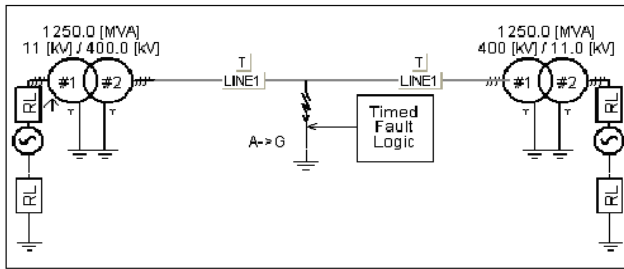 1250.0 [MVA]
11 [kV] / 400.0 [kV]
#1 #2
RL
RL
T
LINE1
T
LINE1
A->G
Timed
Fault
Logic
1250.0 [MVA]
400 [kV] / 11.0 [kV]
#1 #2
RL
RL